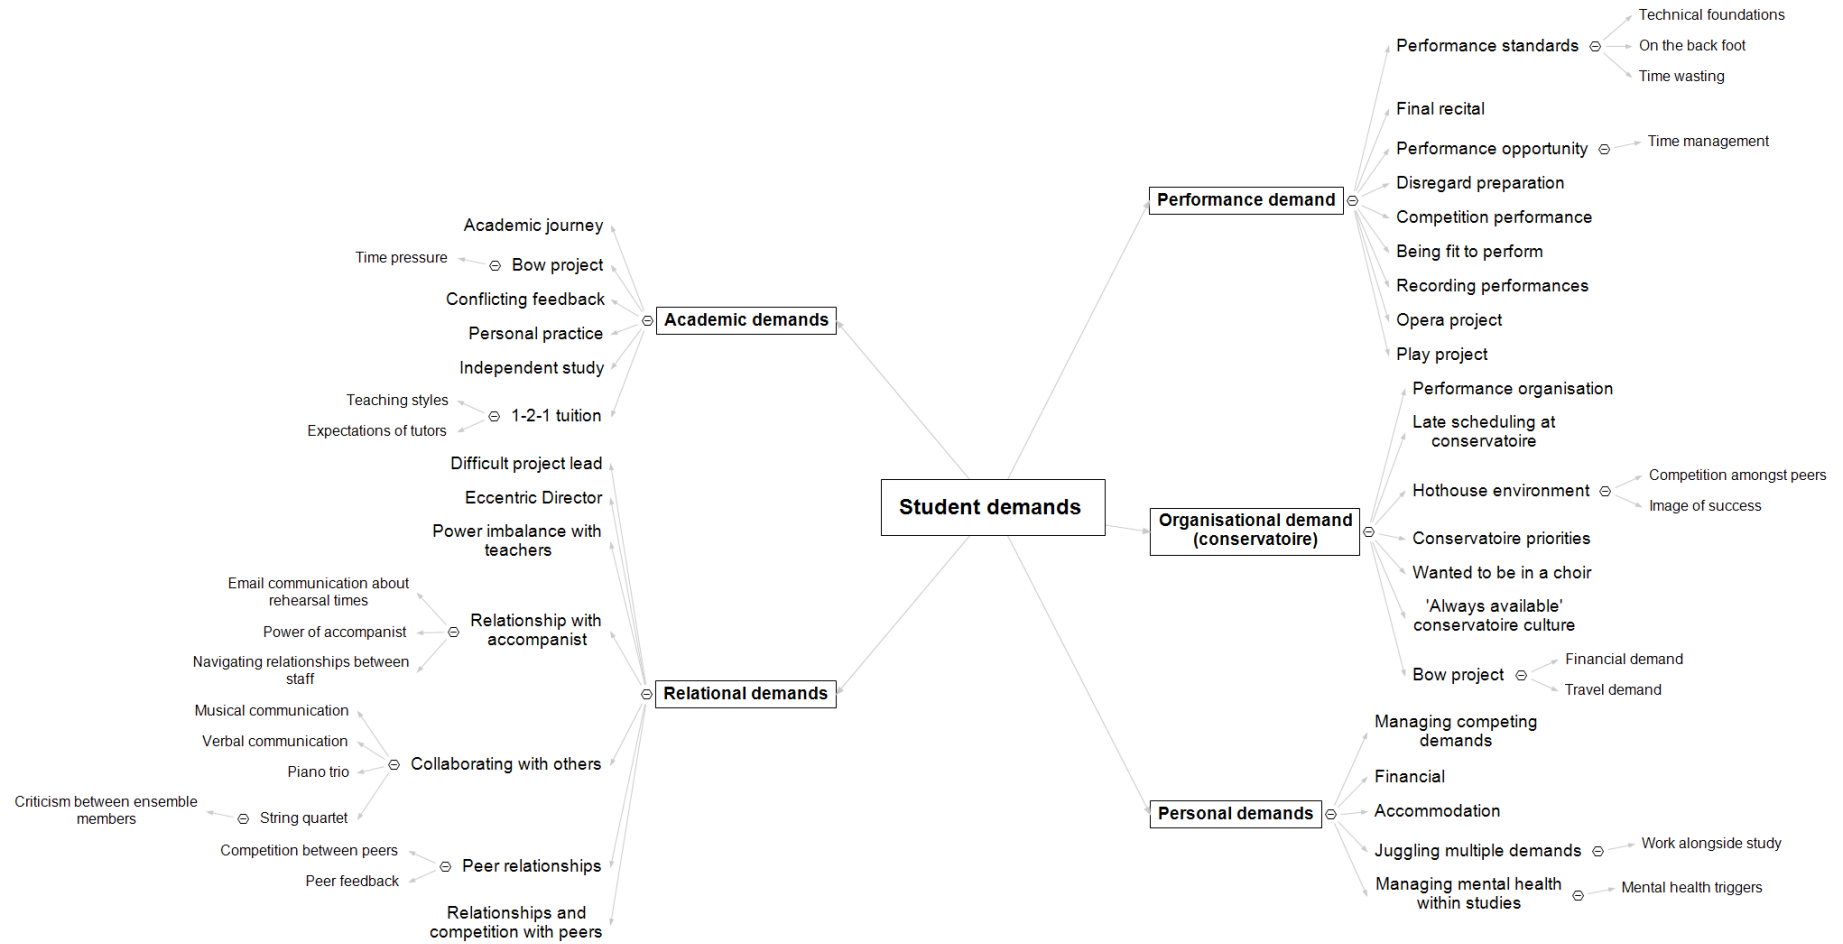 Student demands
Performance demand
Performance standards
Technical foundations
On the back foot
Time wasting
Final recital
Performance opportunity
Time management
Disregard preparation
Competition performance
Being fit to perform
Recording performances
Opera project
Play project
Organisational demand
(conservatoire)
Performance organisation
Late scheduling at
conservatoire
Hothouse environment
Competition amongst peers
Image of success
Conservatoire priorities
Wanted to be in a choir
'Always available'
conservatoire culture
Bow project
Financial demand
Travel demand
Personal demands
Managing competing
demands
Financial
Accommodation
Juggling multiple demands
Work alongside study
Managing mental health
within studies
Mental health triggers
Academic demands
Academic journey
Bow project
Time pressure
Conflicting feedback
Personal practice
Independent study
1-2-1 tuition
Teaching styles
Expectations of tutors
Relational demands
Difficult project lead
Eccentric Director
Power imbalance with
teachers
Relationship with
accompanist
Email communication about
rehearsal times
Power of accompanist
Navigating relationships between
staff
Collaborating with others
Musical communication
Verbal communication
Piano trio
String quartet
Criticism between ensemble
members
Peer relationships
Competition between peers
Peer feedback
Relationships and
competition with peers